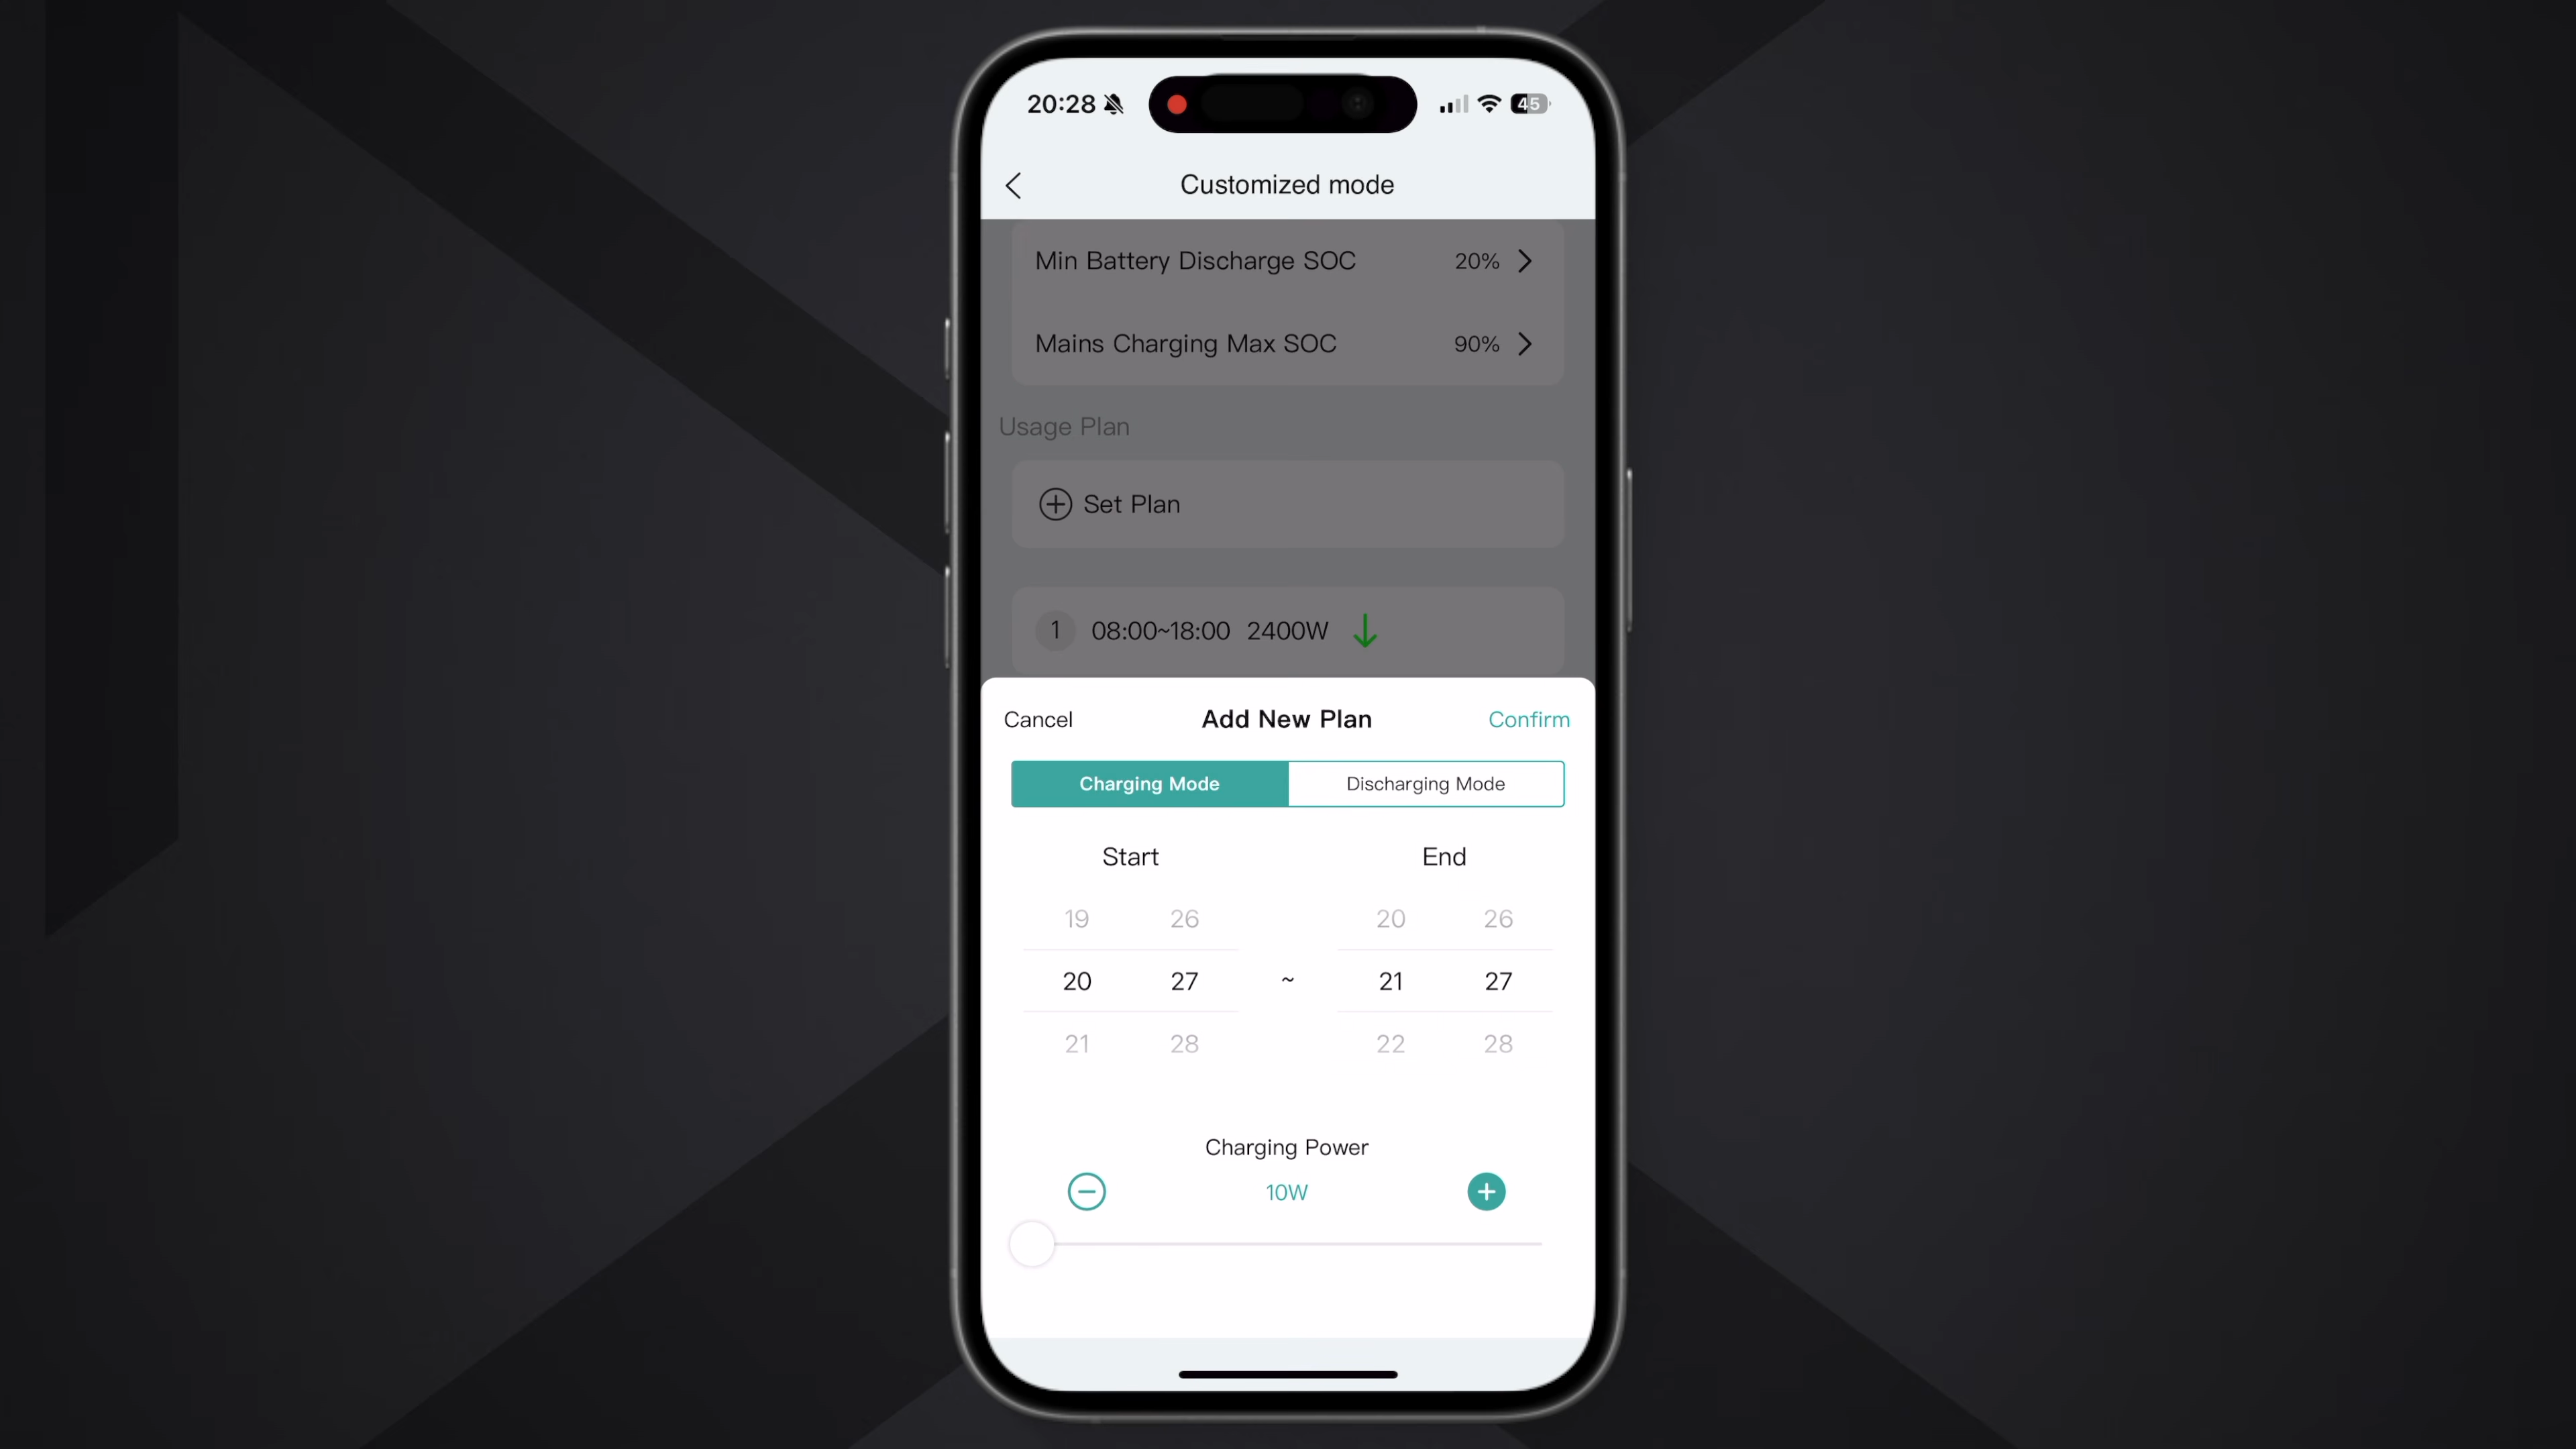 20:28
45
Customized mode
Min Battery Discharge SOC 20%
Mains Charging Max SOC 90%
Usage Plan
Set Plan
1 08:00~18:00 2400W
Cancel Add New Plan Confirm
Charging Mode Discharging Mode
Start End
19 26 20 26
20 27 ~ 21 27
21 28 22 28
Charging Power
10W